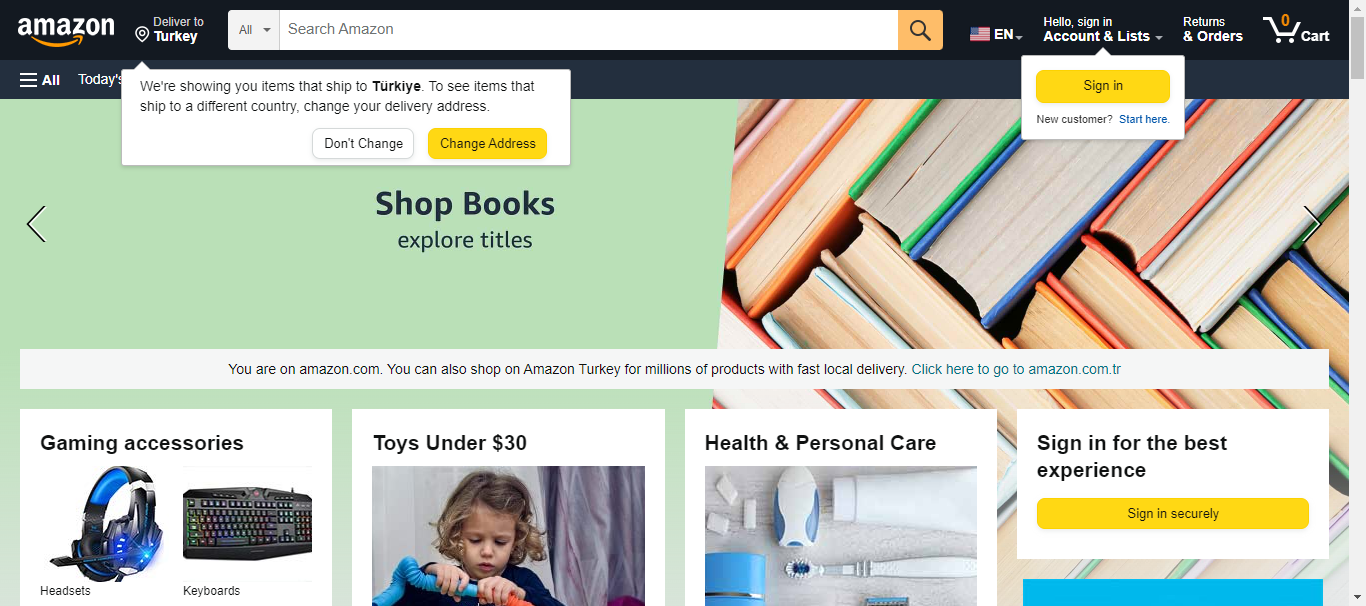 amazon
Deliver to
Turkey
All
Search Amazon
EN
Hello, sign in
Account & Lists
Returns
& Orders
0
Cart
All
Today's
We're showing you items that ship to Türkiye. To see items that
ship to a different country, change your delivery address.
Don't Change
Change Address
Sign in
New customer? Start here.
Shop Books
explore titles
You are on amazon.com. You can also shop on Amazon Turkey for millions of products with fast local delivery. Click here to go to amazon.com.tr
Gaming accessories
Headsets
Keyboards
Toys Under $30
Health & Personal Care
Sign in for the best
experience
Sign in securely